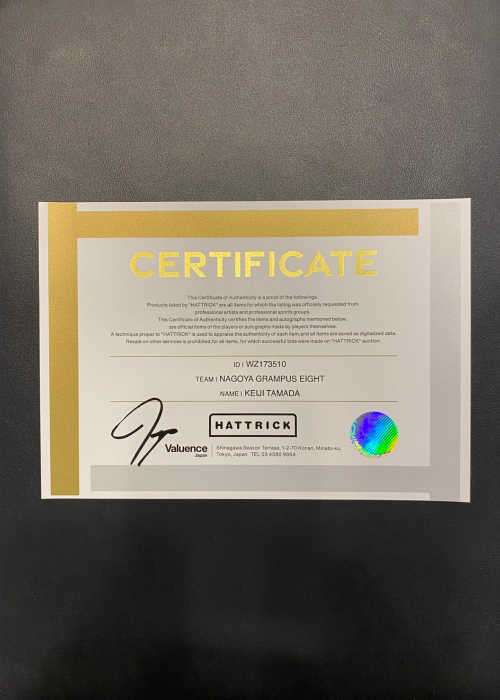 CERTIFICATE
This Certificate of Authenticity is a proof of the followings.
Products listed by "HATTRICK" are all items for which the listing was officially requested from
professional artists and professional sports groups.
This Certificate of Authenticity certifies the items and autographs mentioned below,
are official items of the players or autographs made by players themselves.
A technique proper to "HATTRICK" is used to appraise the authenticity of each item,and all items are saved as digitalized data.
Resale on other services is prohibited,for all items, for which successful bids were made on "HATTRICK" auction.
ID | WZ173510
TEAM | NAGOYA GRAMPUS EIGHT
NAME | KEIJI TAMADA
HATTRICK
Valuence
Japan
Shinagawa Season Terrase, 1-2-70 Konan, Minato-ku,
Tokyo, Japan TEL 03 4580 9964